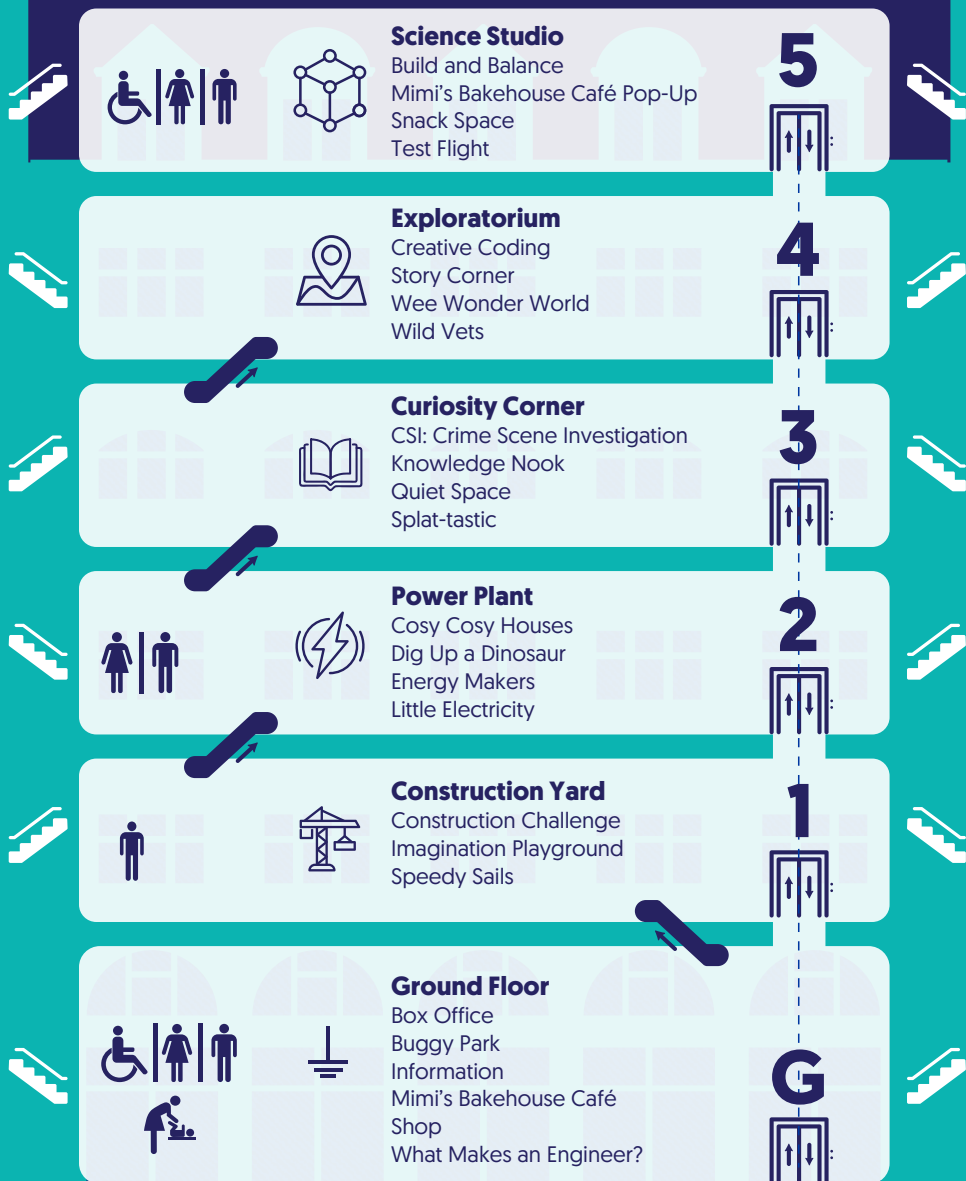 Science Studio
Build and Balance
Mimi's Bakehouse Café Pop-Up
Snack Space
Test Flight
5
Exploratorium
Creative Coding
Story Corner
Wee Wonder World
Wild Vets
4
Curiosity Corner
CSI: Crime Scene Investigation
Knowledge Nook
Quiet Space
Splat-tastic
3
Power Plant
Cosy Cosy Houses
Dig Up a Dinosaur
Energy Makers
Little Electricity
2
Construction Yard
Construction Challenge
Imagination Playground
Speedy Sails
1
Ground Floor
Box Office
Buggy Park
Information
Mimi's Bakehouse Café
Shop
What Makes an Engineer?
G